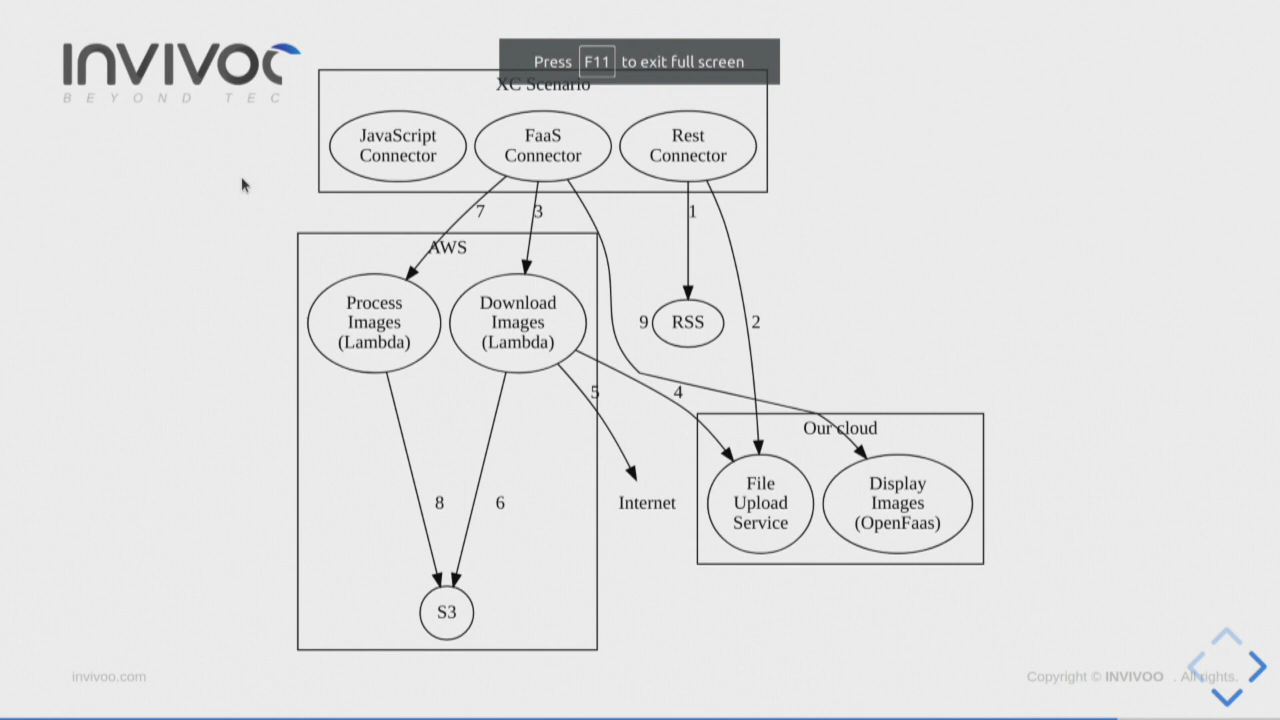 INVIVOO
BEYOND TEC
Press F11 to exit full screen
XC Scenario
JavaScript
Connector
FaaS
Connector
Rest
Connector
7
3
1
AWS
Process
Images
(Lambda)
Download
Images
(Lambda)
9
RSS
2
5
4
Our cloud
File
Upload
Service
Display
Images
(OpenFaas)
Internet
8
6
S3
invivoo.com
Copyright © INVIVOO . All rights.